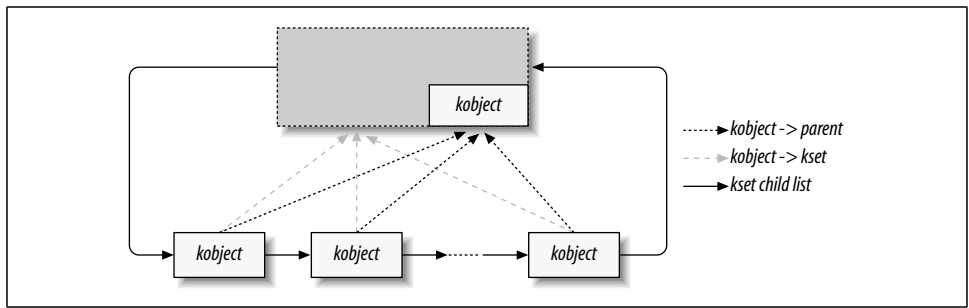 kobject
kobject -> parent
kobject -> kset
kset child list
kobject
kobject
kobject